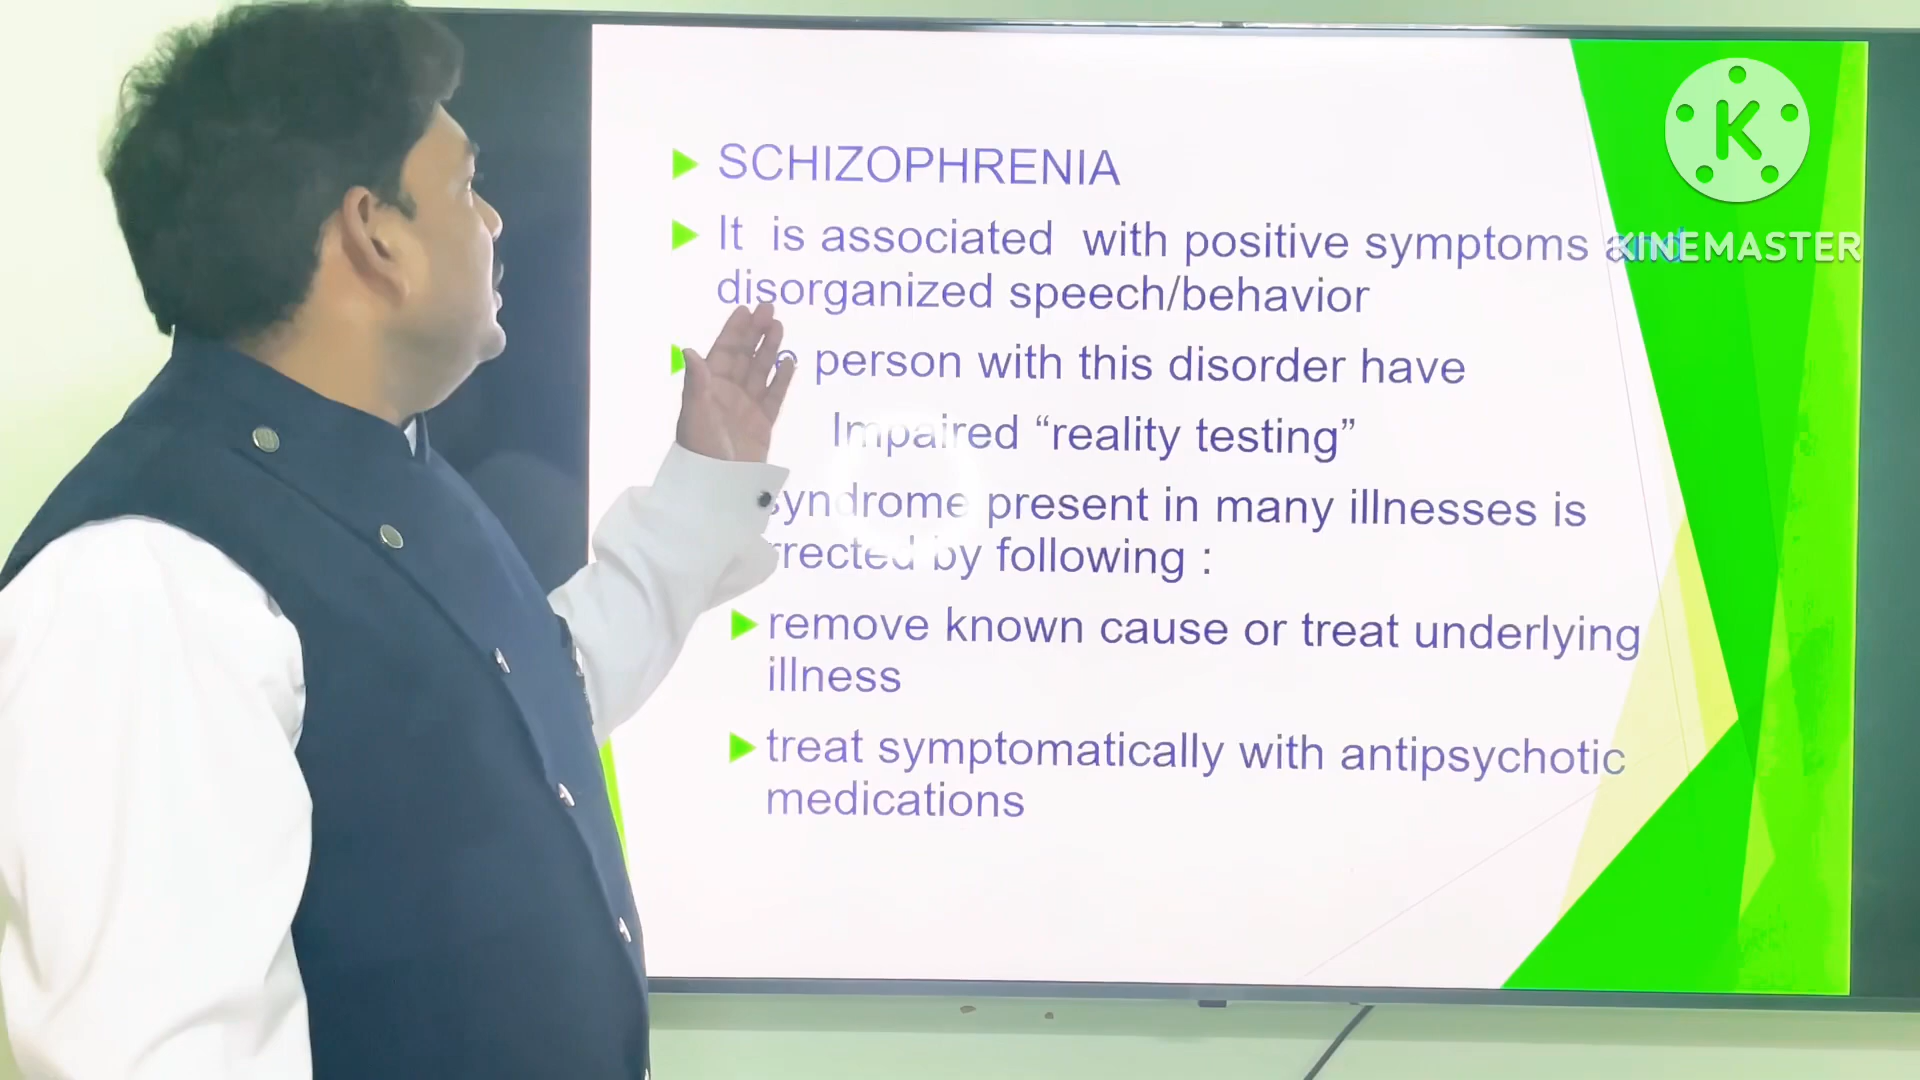 SCHIZOPHRENIA
It is associated with positive symptoms and
disorganized speech/behavior
person with this disorder have
Impaired “reality testing”
syndrome present in many illnesses is
by following :
remove known cause or treat underlying
illness
treat symptomatically with antipsychotic
medications
K
KINEMASTER